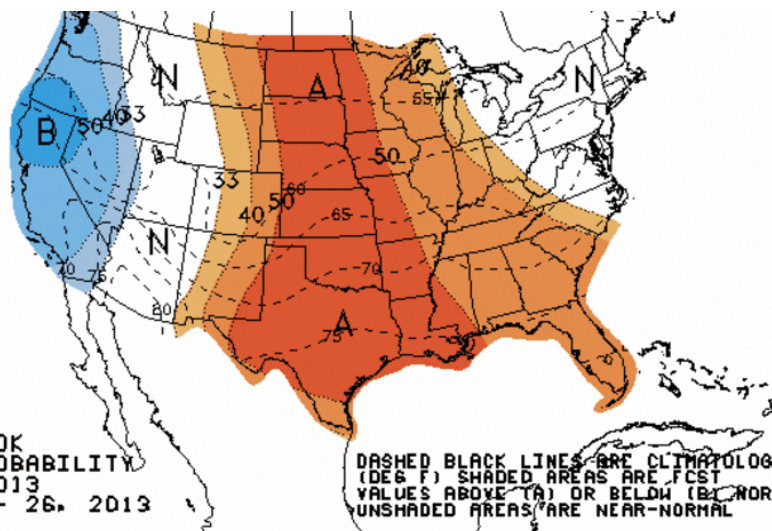 N
A
40
N
55
B
50
40
33
50
33
60
50
40
65
N
70
75
70
80
A
75
OK
OBABILITY
013
- 26, 2013
DASHED BLACK LINES ARE CLIMATOLOG
(DEG F) SHADED AREAS ARE FCST
VALUES ABOVE (A) OR BELOW (B) NOR
UNSHADED AREAS ARE NEAR-NORMAL